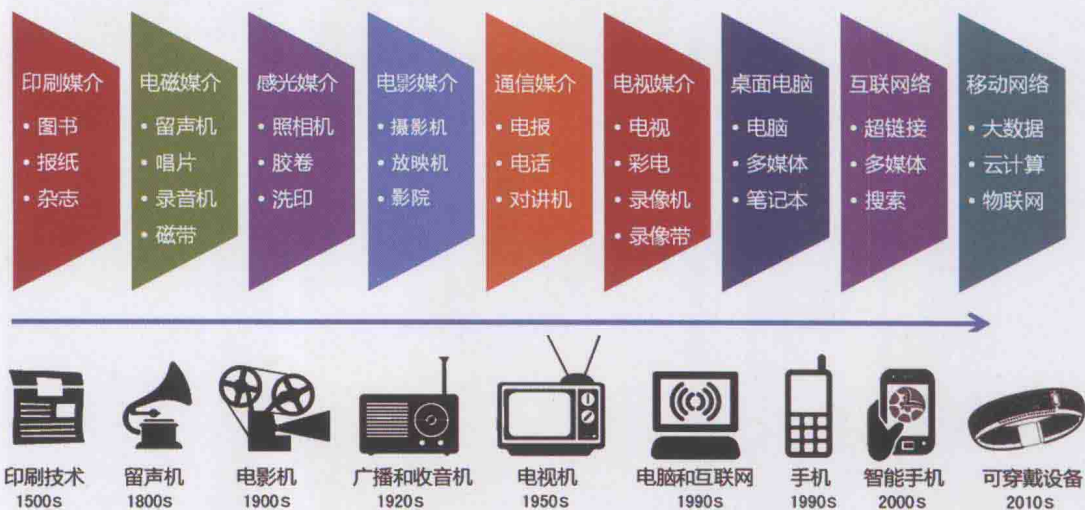 印刷媒介
• 图书
• 报纸
• 杂志
电磁媒介
• 留声机
• 唱片
• 录音机
• 磁带
感光媒介
• 照相机
• 胶卷
• 洗印
电影媒介
• 摄影机
• 放映机
• 影院
通信媒介
• 电报
• 电话
• 对讲机
电视媒介
• 电视
• 彩电
• 录像机
• 录像带
桌面电脑
• 电脑
• 多媒体
• 笔记本
互联网络
• 超链接
• 多媒体
• 搜索
移动网络
• 大数据
• 云计算
• 物联网
印刷技术
1500s
留声机
1800s
电影机
1900s
广播和收音机
1920s
电视机
1950s
电脑和互联网
1990s
手机
1990s
智能手机
2000s
可穿戴设备
2010s